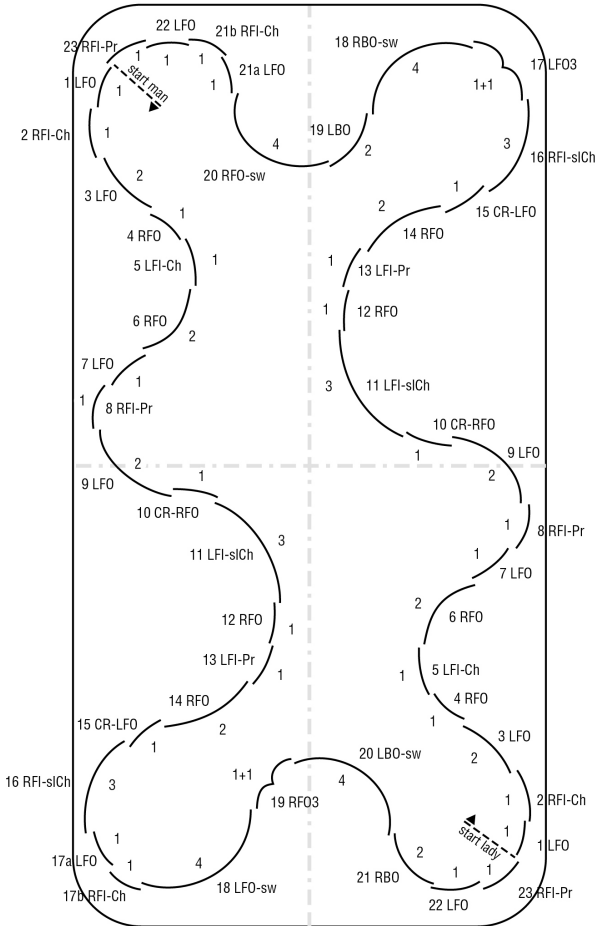 22 LFO
21b RFI-Ch
23 RFI-Pr
1
1
1
start man
1 LFO
1
1
21a LFO
18 RBO-sw
4
17 LFO3
1+1
2 RFI-Ch
1
4
19 LBO
2
3
16 RFI-slCh
20 RFO-sw
2
3 LFO
1
2
15 CR-LFO
1
4 RFO
14 RFO
5 LFI-Ch
1
1
13 LFI-Pr
1
12 RFO
6 RFO
2
7 LFO
1
3
11 LFI-slCh
1
8 RFI-Pr
10 CR-RFO
1
9 LFO
2
2
9 LFO
1
10 CR-RFO
1
8 RFI-Pr
11 LFI-slCh
3
1
7 LFO
2
6 RFO
12 RFO
1
13 LFI-Pr
1
1
5 LFI-Ch
14 RFO
4 RFO
15 CR-LFO
2
1
1
3 LFO
2
16 RFI-slCh
3
1+1
20 LBO-sw
4
19 RFO3
1
2 RFI-Ch
1
start lady
1 LFO
1
17a LFO
1
4
2
1
1
17b RFI-Ch
18 LFO-sw
21 RBO
23 RFI-Pr
22 LFO